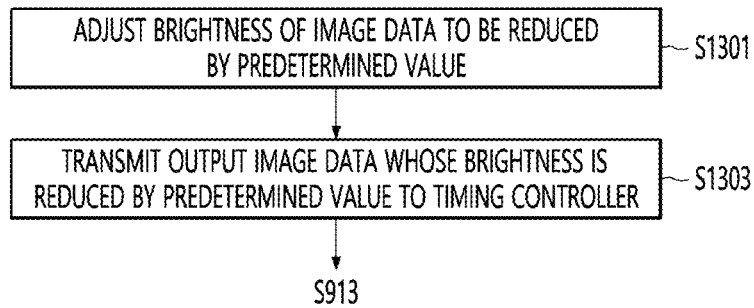 ADJUST BRIGHTNESS OF IMAGE DATA TO BE REDUCED
BY PREDETERMINED VALUE
S1301
TRANSMIT OUTPUT IMAGE DATA WHOSE BRIGHTNESS IS
REDUCED BY PREDETERMINED VALUE TO TIMING CONTROLLER
S1303
S913